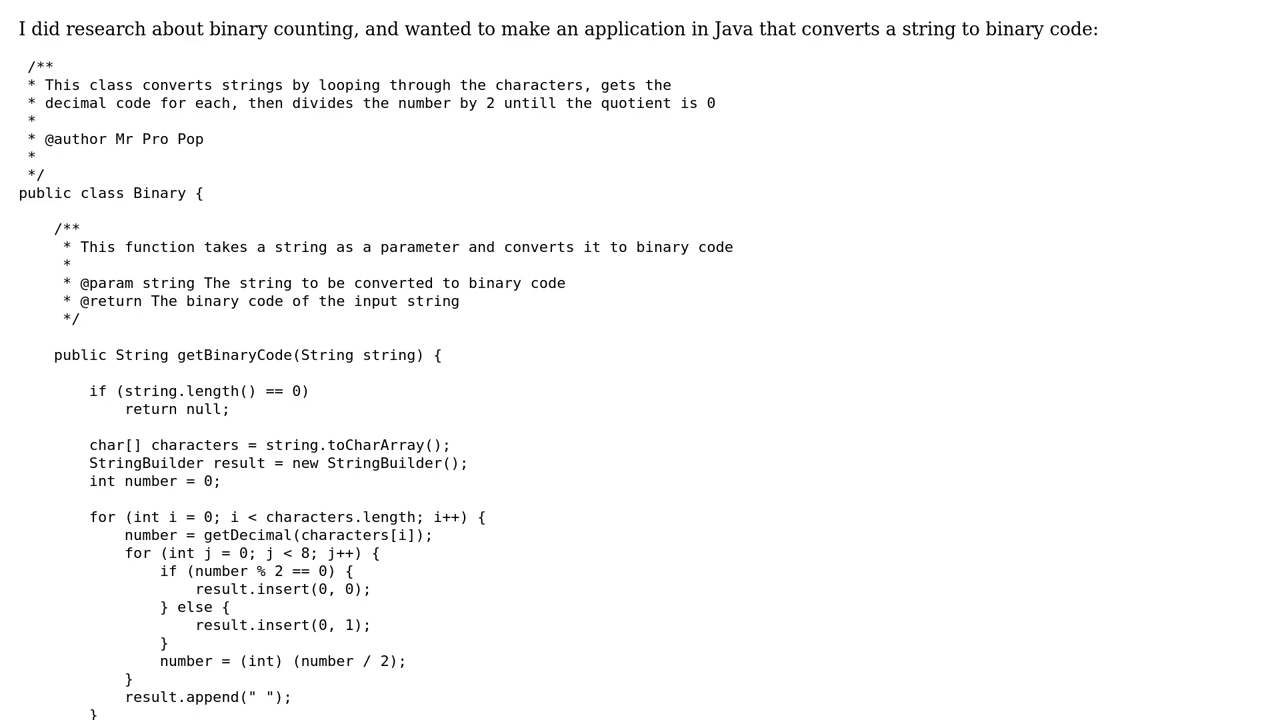 I did research about binary counting, and wanted to make an application in Java that converts a string to binary code:
/**
* This class converts strings by looping through the characters, gets the
* decimal code for each, then divides the number by 2 untill the quotient is 0
*
* @author Mr Pro Pop
*
*/
public class Binary {
/**
* This function takes a string as a parameter and converts it to binary code
*
* @param string The string to be converted to binary code
* @return The binary code of the input string
*/
public String getBinaryCode(String string) {
if (string.length() == 0)
return null;
char[] characters = string.toCharArray();
StringBuilder result = new StringBuilder();
int number = 0;
for (int i = 0; i < characters.length; i++) {
number = getDecimal(characters[i]);
for (int j = 0; j < 8; j++) {
if (number % 2 == 0) {
result.insert(0, 0);
} else {
result.insert(0, 1);
}
number = (int) (number / 2);
}
result.append(" ");
}